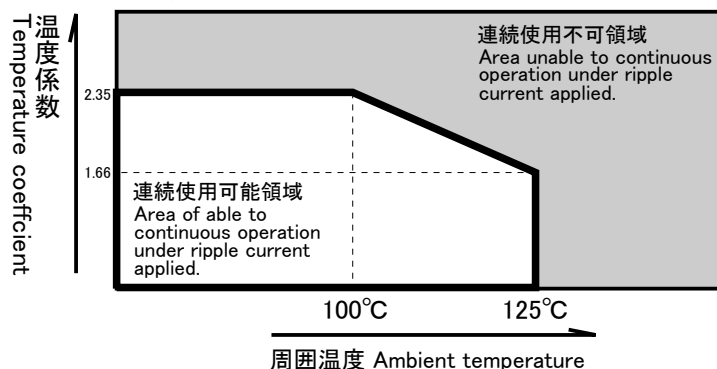 温度係数
Temperature coeffcient
連続使用不可領域
Area unable to continuous
operation under ripple
current applied.
2.35
1.66
連続使用可能領域
Area of able to
continuous operation
under ripple current
applied.
100℃
125℃
周囲温度 Ambient temperature